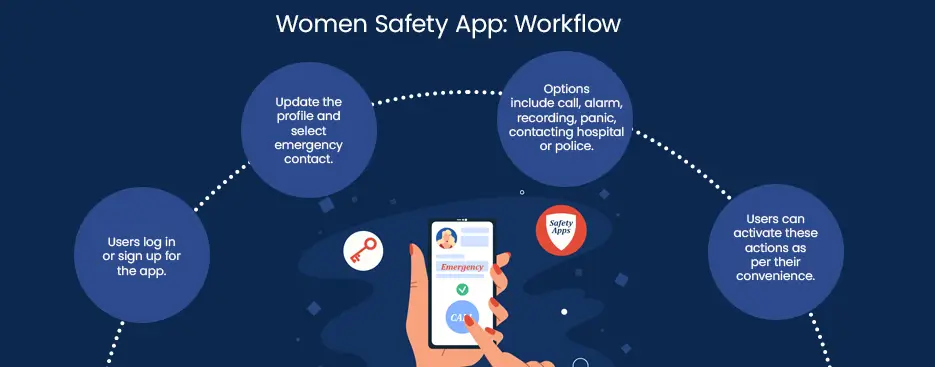 Women Safety App: Workflow
Update the
profile and
select
emergency
contact.
Options
include call, alarm,
recording, panic,
contacting hospital
or police.
Users log in
or sign up for
the app.
Safety
Apps
Emergency
Users can
activate these
actions as
per their
convenience.